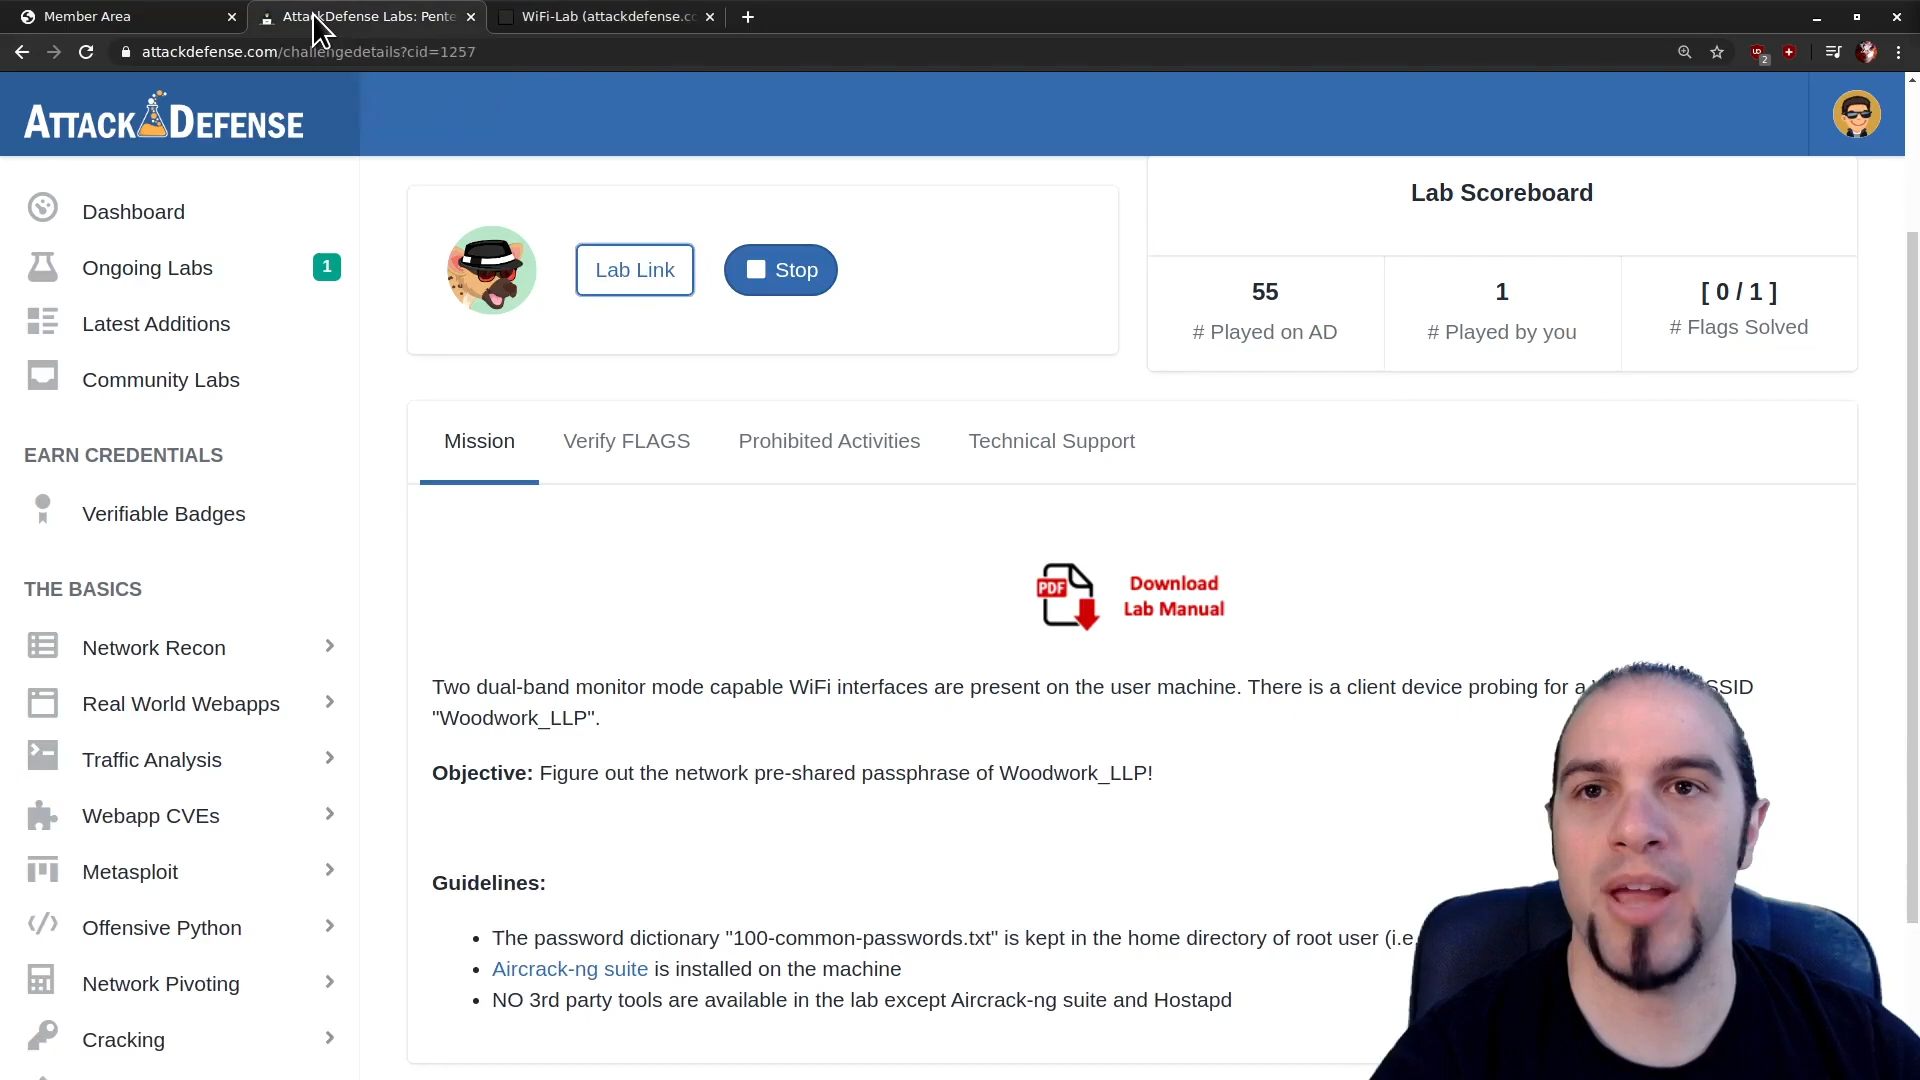 Member Area
AttackDefense Labs: Pente
WiFi-Lab (attackdefense.co
attackdefense.com/challengedetails?cid=1257
2
ATTACK DEFENSE
Dashboard
Ongoing Labs
1
Latest Additions
Community Labs
EARN CREDENTIALS
Verifiable Badges
THE BASICS
Network Recon
Real World Webapps
Traffic Analysis
Webapp CVEs
Metasploit
Offensive Python
Network Pivoting
Cracking
Lab Link
Stop
Lab Scoreboard
55
# Played on AD
1
# Played by you
[ 0 / 1 ]
# Flags Solved
Mission
Verify FLAGS
Prohibited Activities
Technical Support
PDF
Download
Lab Manual
Two dual-band monitor mode capable WiFi interfaces are present on the user machine. There is a client device probing for a SSID
"Woodwork_LLP".
Objective: Figure out the network pre-shared passphrase of Woodwork_LLP!
Guidelines:
The password dictionary "100-common-passwords.txt" is kept in the home directory of root user (i.e.
Aircrack-ng suite is installed on the machine
NO 3rd party tools are available in the lab except Aircrack-ng suite and Hostapd